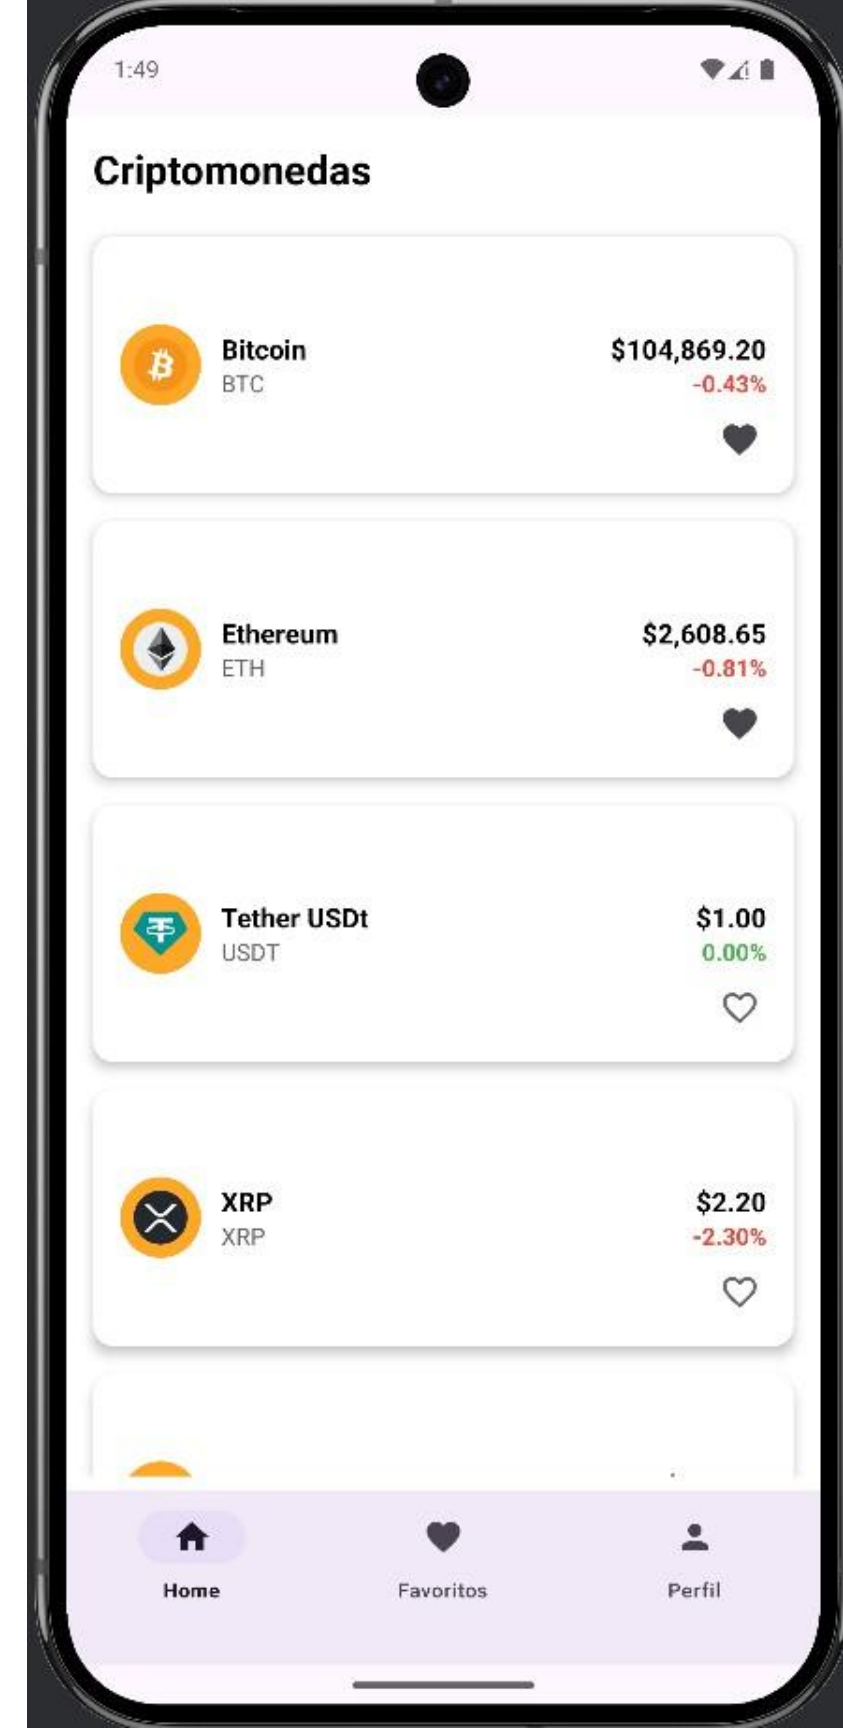 1:49
Criptomonedas
Bitcoin
$104,869.20
BTC
-0.43%
Ethereum
$2,608.65
ETH
-0.81%
Tether USDt
$1.00
USDT
0.00%
XRP
$2.20
XRP
-2.30%
Home
Favoritos
Perfil